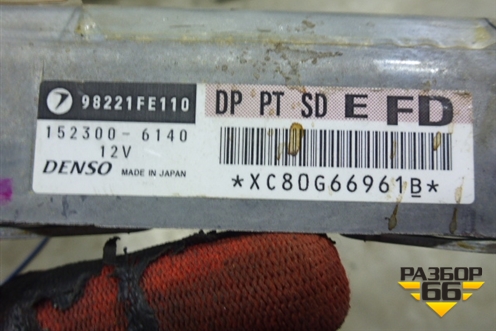 98221FE110
DP PT SD E FD
152300-6140
12V
DENSO MADE IN JAPAN
*XC80G66961B*
РАЗБОР
66